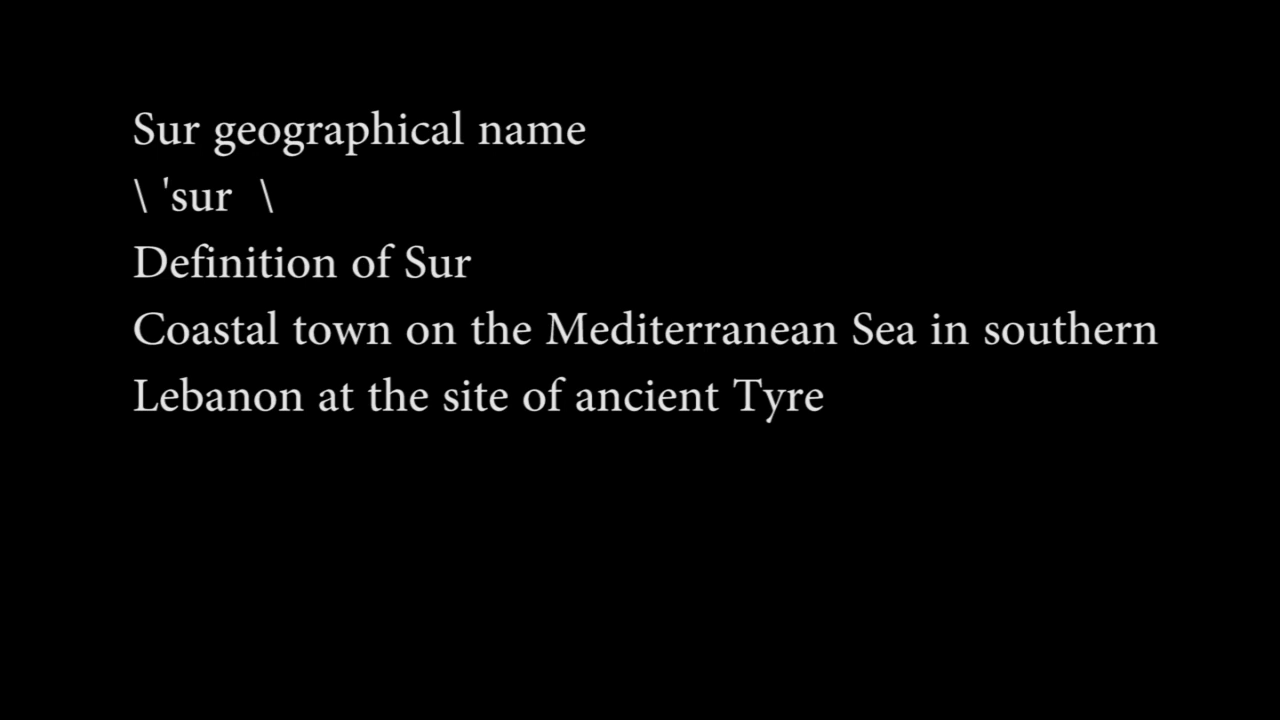 Sur geographical name
\ 'sur  \
Definition of Sur
Coastal town on the Mediterranean Sea in southern
Lebanon at the site of ancient Tyre